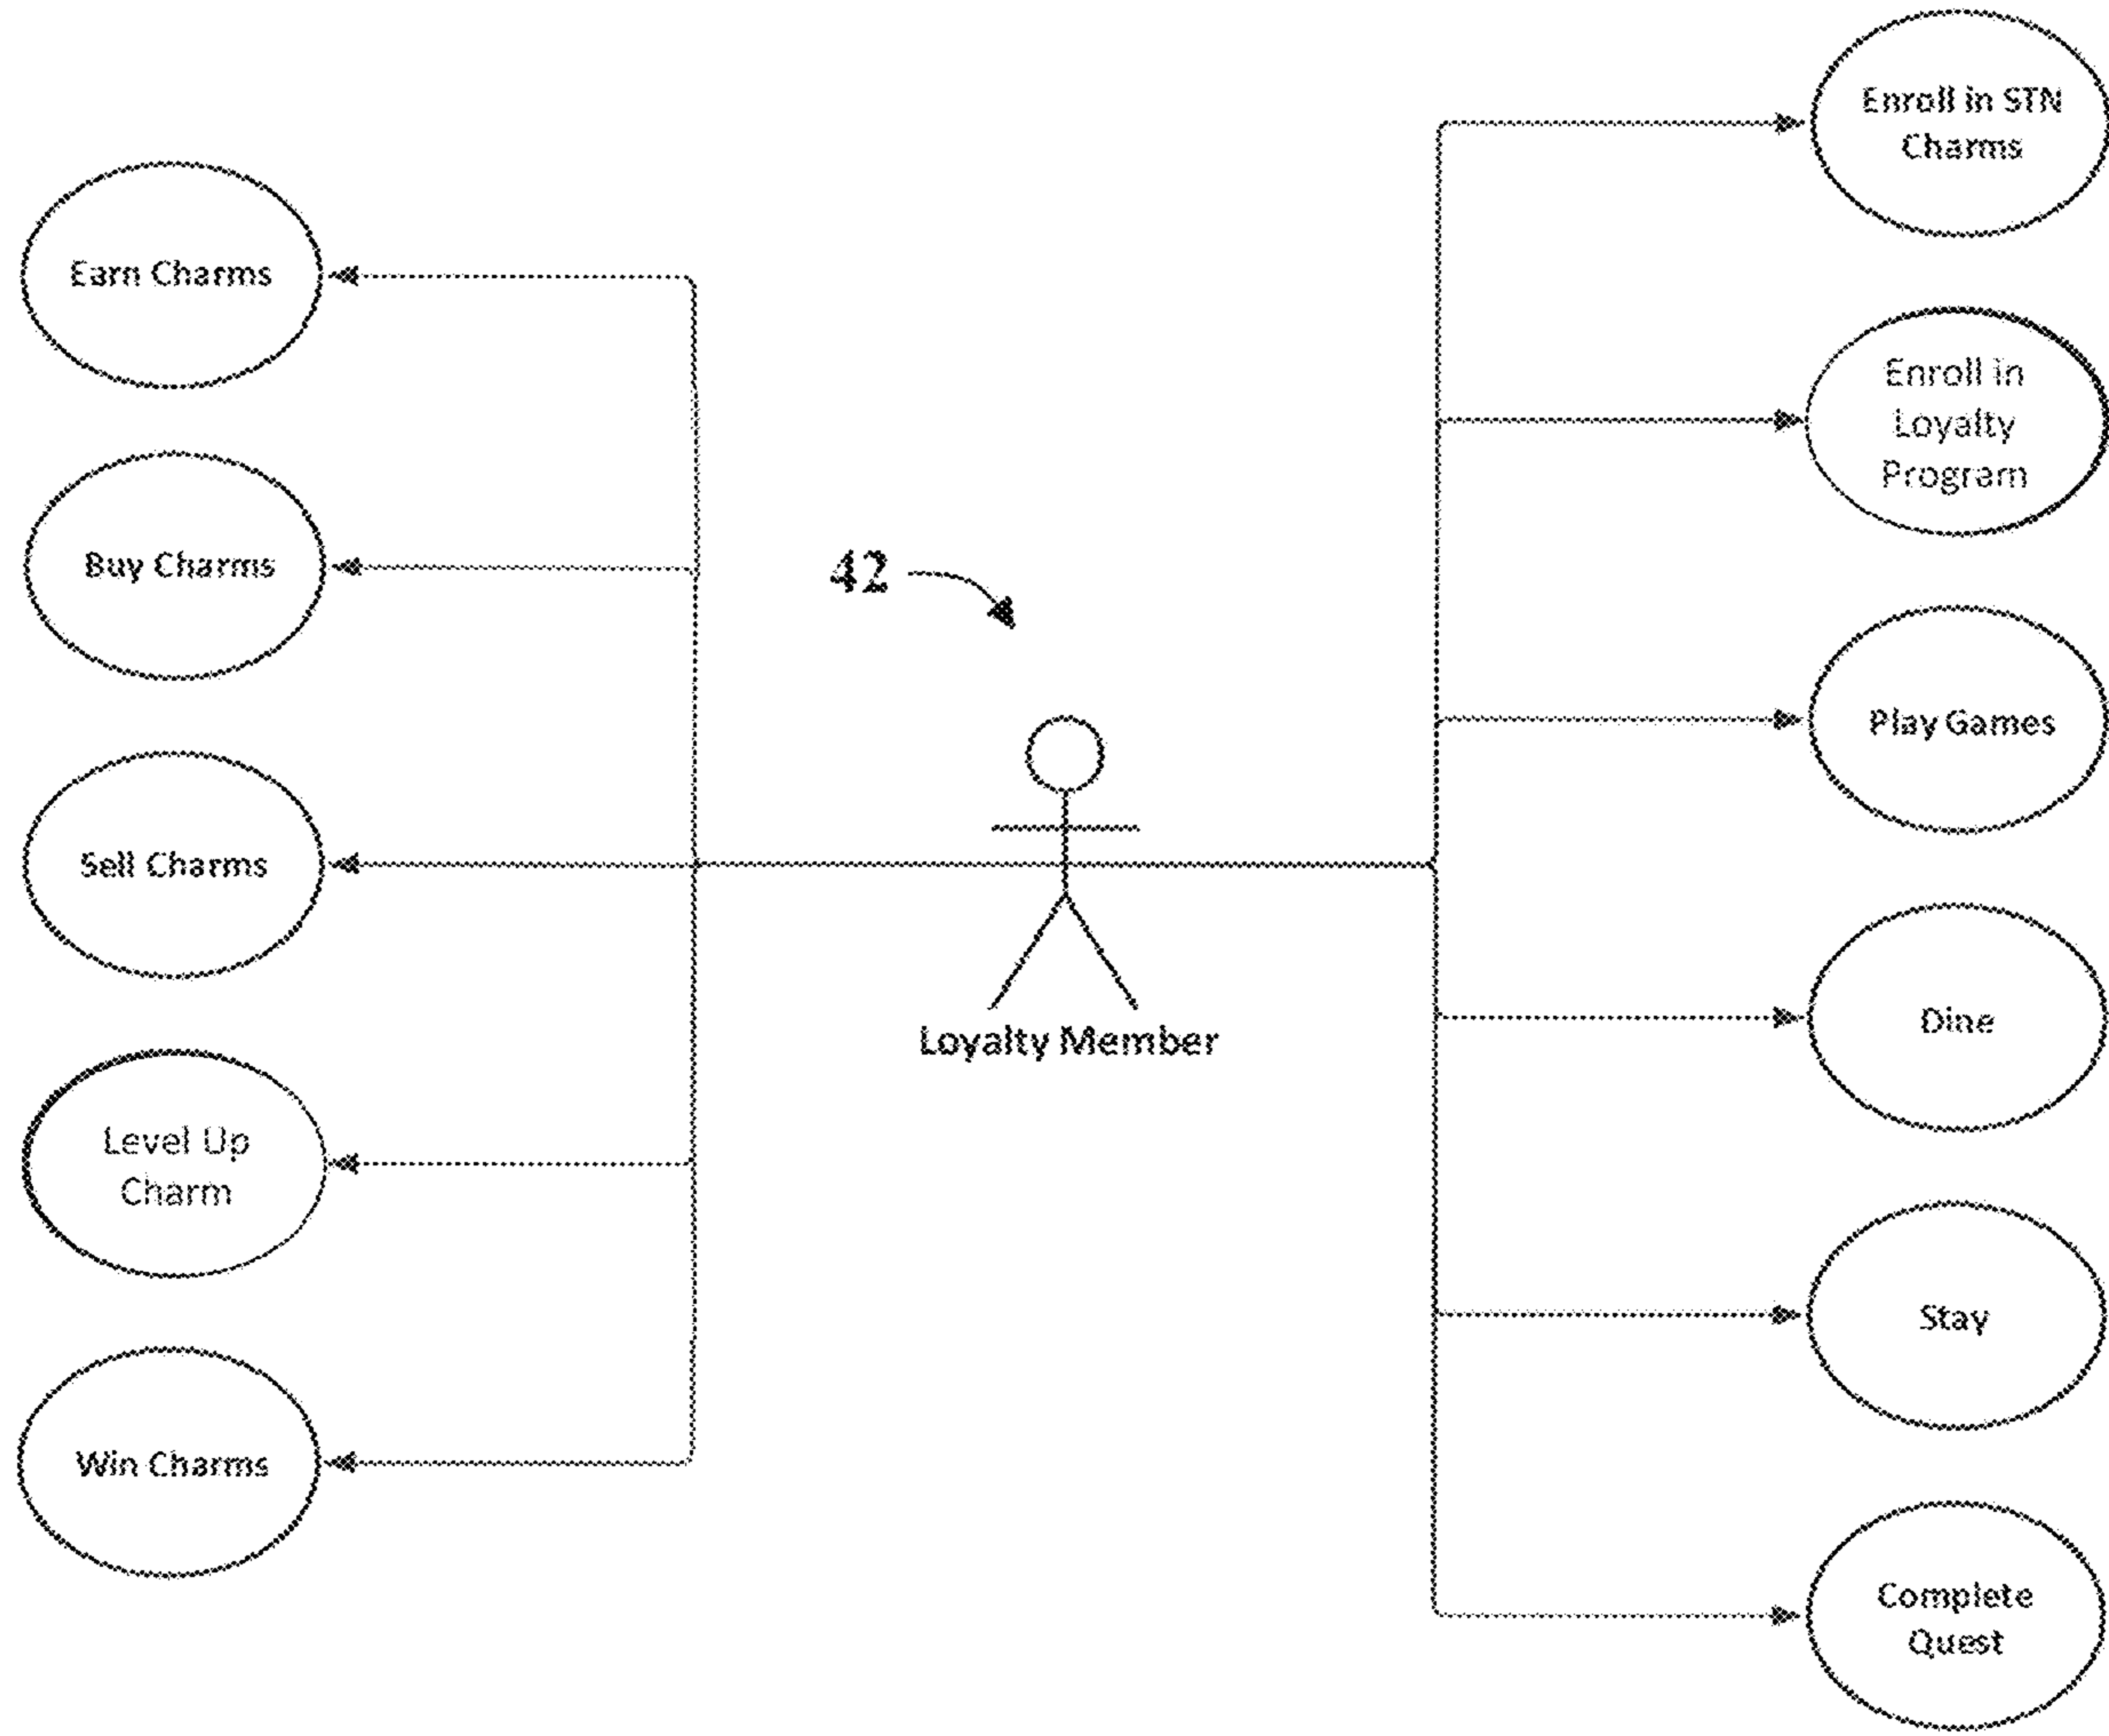 Earn Charms
Buy Charms
Sell Charms
Level Up
Charm
Win Charms
42
Loyalty Member
Enroll in STN
Charms
Enroll in
Loyalty
Program
Play Games
Dine
Stay
Complete
Quest